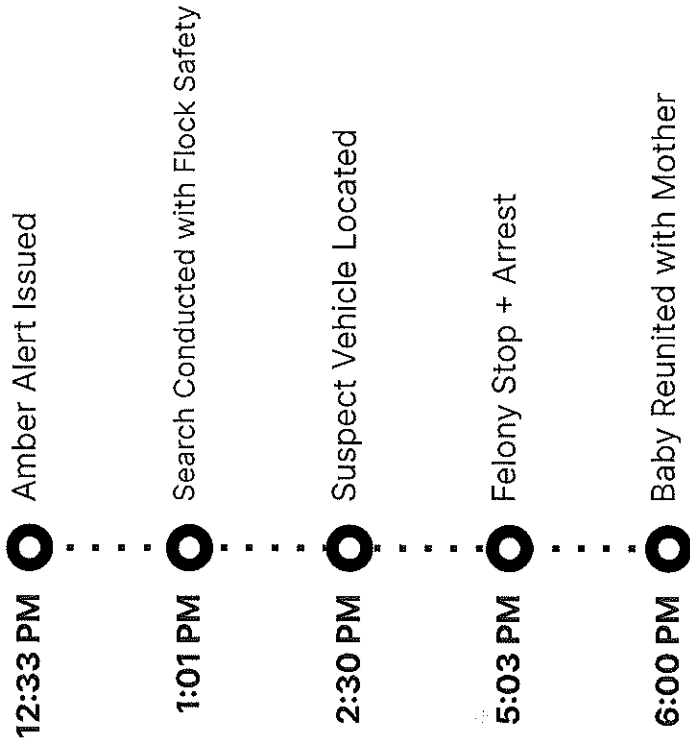 12:33 PM Amber Alert Issued
1:01 PM Search Conducted with Flock Safety
2:30 PM Suspect Vehicle Located
5:03 PM Felony Stop + Arrest
6:00 PM Baby Reunited with Mother